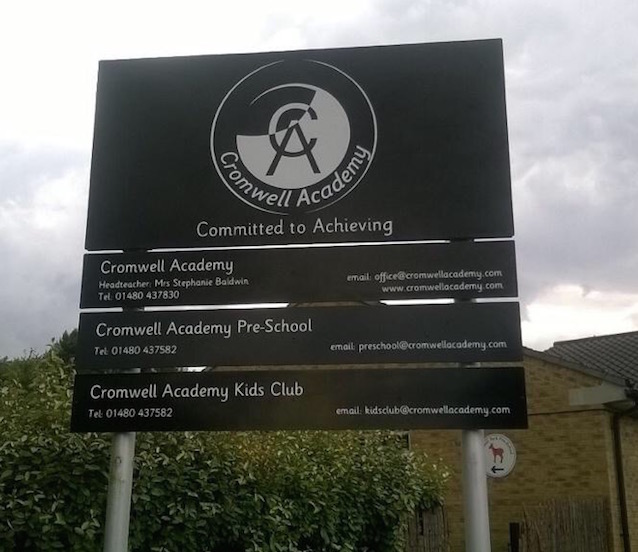 CA
Cromwell Academy
Committed to Achieving
Cromwell Academy
Headteacher: Mrs Stephanie Baldwin
Tel: 01480 437830
email: office@cromwellacademy.com
www.cromwellacademy.com
Cromwell Academy Pre-School
Tel: 01480 437582
email: preschool@cromwellacademy.com
Cromwell Academy Kids Club
Tel: 01480 437582
email: kidsclub@cromwellacademy.com